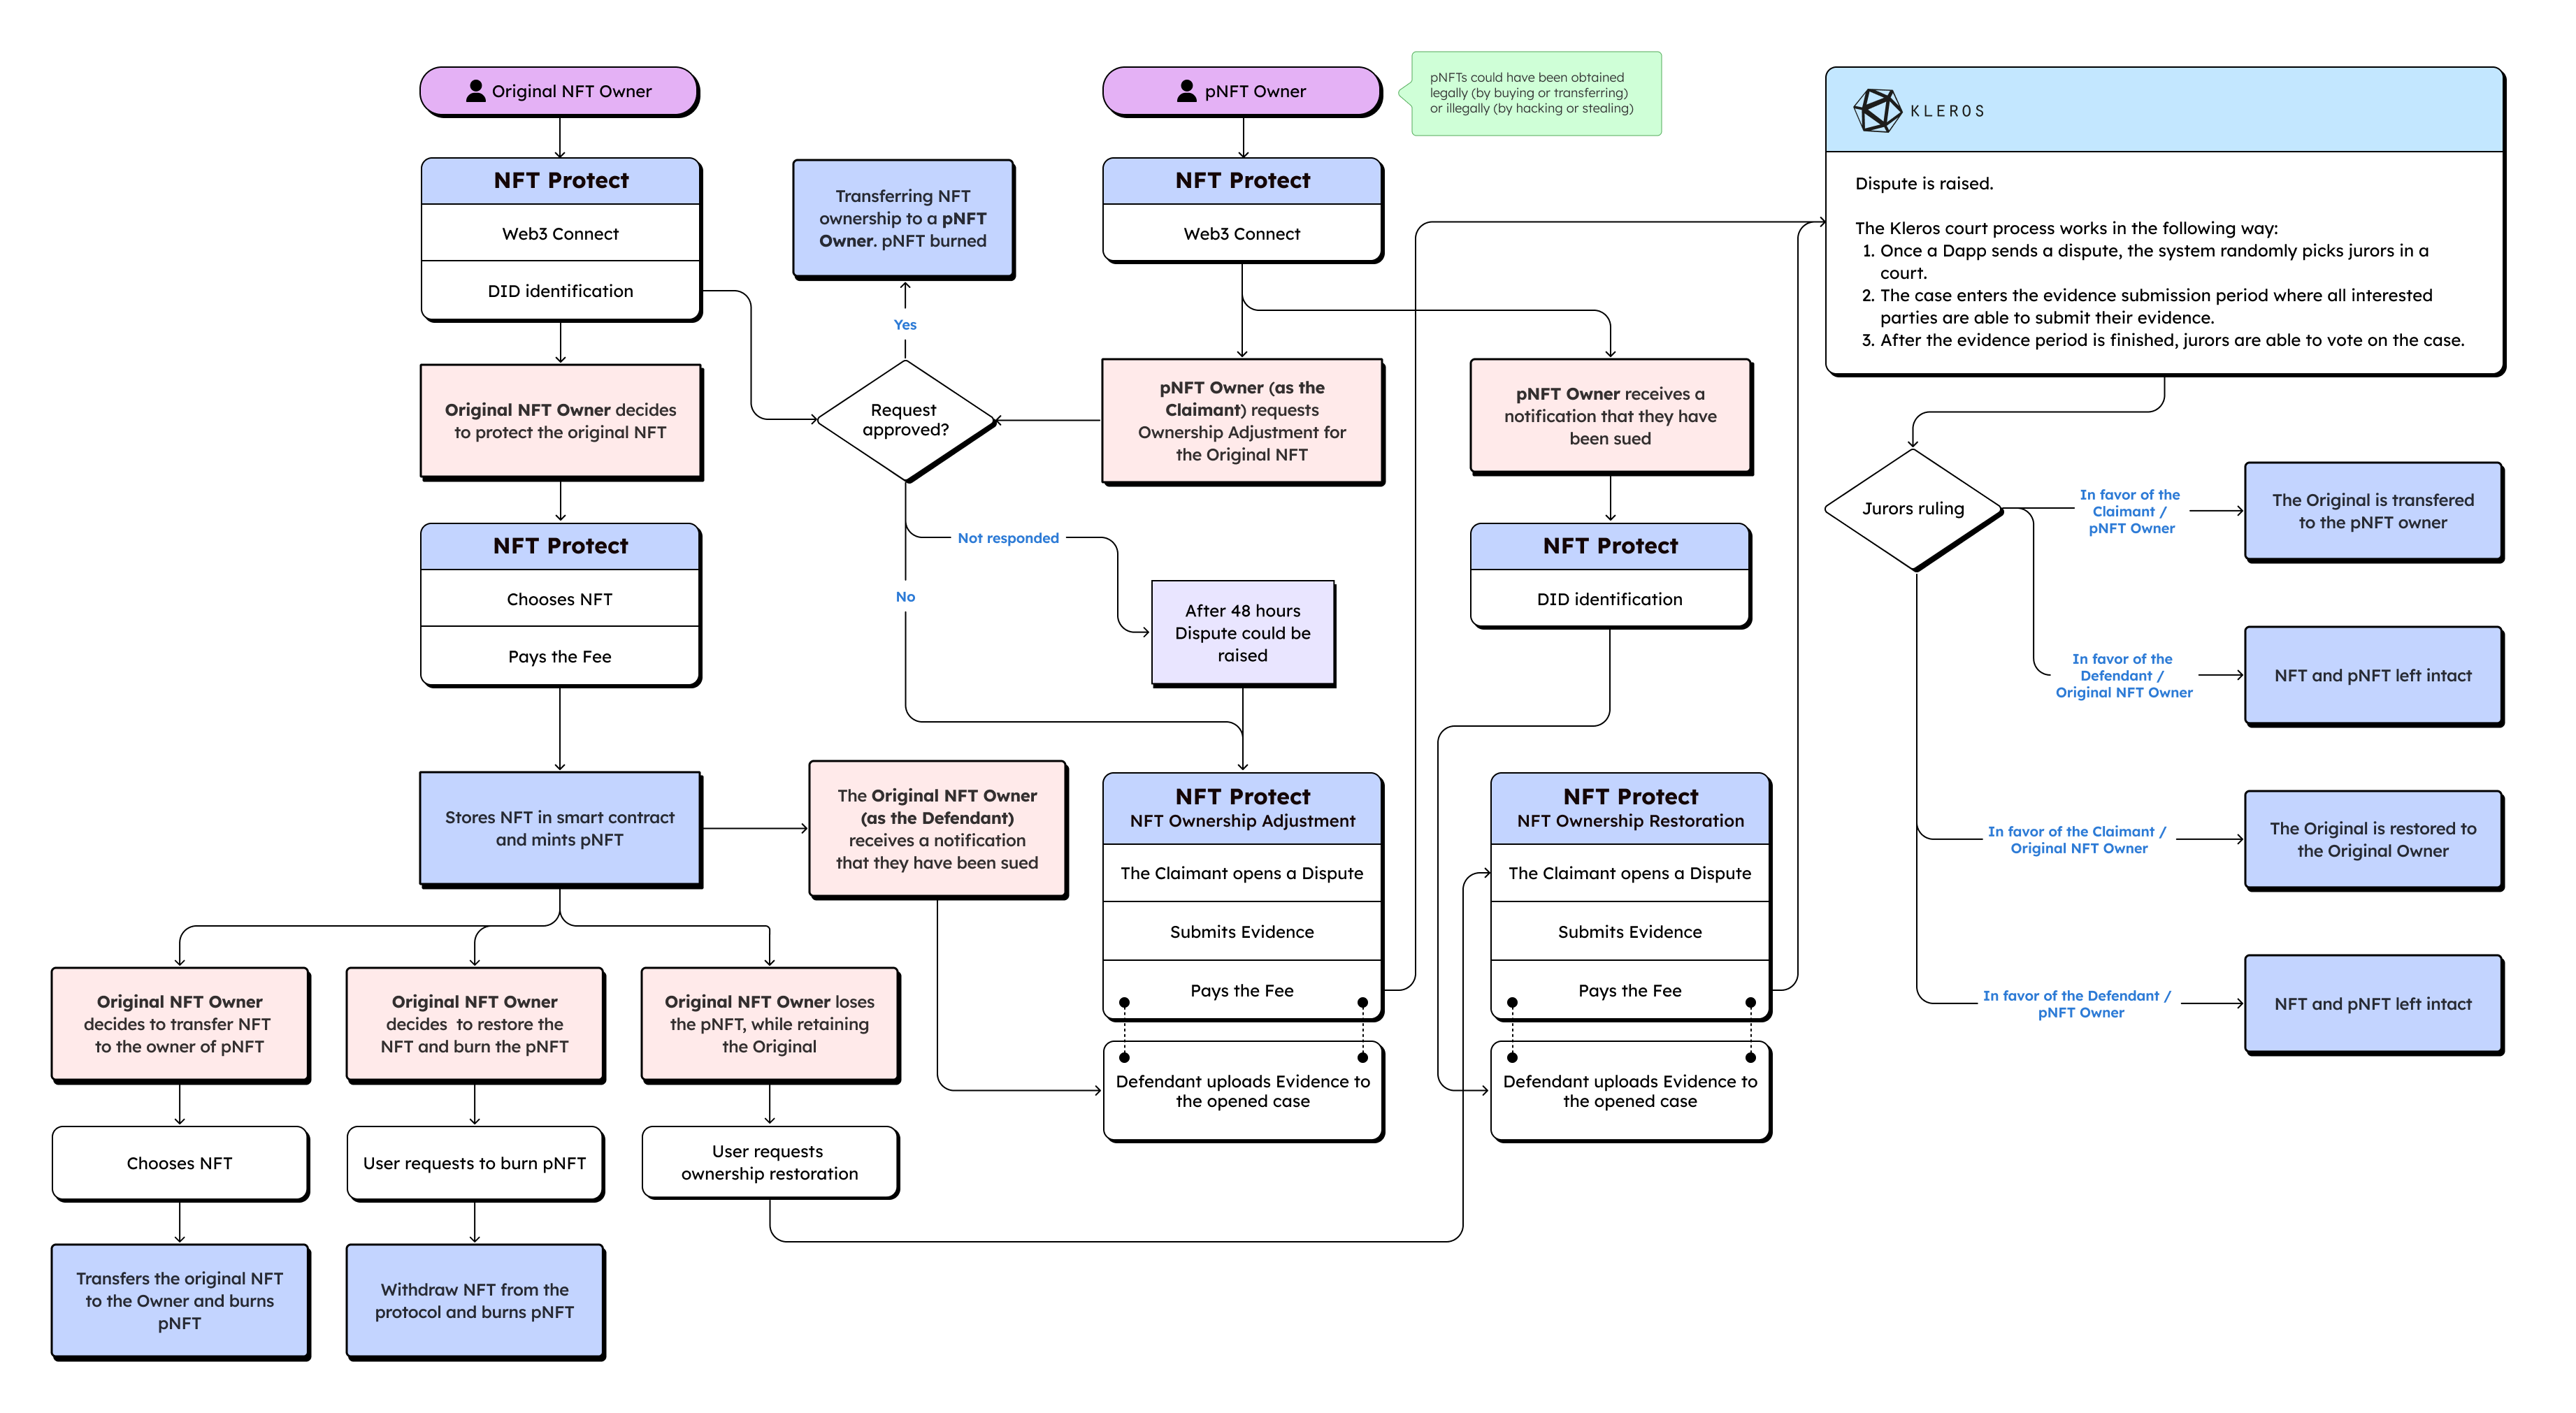 Original NFT Owner
NFT Protect
Web3 Connect
DID identification
Original NFT Owner decides
to protect the original NFT
NFT Protect
Chooses NFT
Pays the Fee
Stores NFT in smart contract
and mints pNFT
Original NFT Owner
decides to transfer NFT
to the owner of pNFT
Chooses NFT
Transfers the original NFT
to the Owner and burns
pNFT
Original NFT Owner
decides to restore the
NFT and burn the pNFT
User requests to burn pNFT
Withdraw NFT from the
protocol and burns pNFT
Original NFT Owner loses
the pNFT, while retaining
the Original
User requests
ownership restoration
Transferring NFT
ownership to a pNFT
Owner. pNFT burned
Yes
Request
approved?
Not responded
No
The Original NFT Owner
(as the Defendant)
receives a notification
that they have been sued
pNFT Owner
pNFTs could have been obtained
legally (by buying or transferring)
or illegally (by hacking or stealing)
NFT Protect
Web3 Connect
pNFT Owner (as the
Claimant) requests
Ownership Adjustment for
the Original NFT
After 48 hours
Dispute could be
raised
NFT Protect
NFT Ownership Adjustment
The Claimant opens a Dispute
Submits Evidence
Pays the Fee
Defendant uploads Evidence to
the opened case
pNFT Owner receives a
notification that they have
been sued
NFT Protect
DID identification
NFT Protect
NFT Ownership Restoration
The Claimant opens a Dispute
Submits Evidence
Pays the Fee
Defendant uploads Evidence to
the opened case
KLEROS
Dispute is raised.
The Kleros court process works in the following way:
1. Once a Dapp sends a dispute, the system randomly picks jurors in a
court.
2. The case enters the evidence submission period where all interested
parties are able to submit their evidence.
3. After the evidence period is finished, jurors are able to vote on the case.
Jurors ruling
In favor of the
Claimant /
pNFT Owner
The Original is transfered
to the pNFT owner
In favor of the
Defendant /
Original NFT Owner
NFT and pNFT left intact
In favor of the Claimant /
Original NFT Owner
The Original is restored to
the Original Owner
In favor of the Defendant /
pNFT Owner
NFT and pNFT left intact